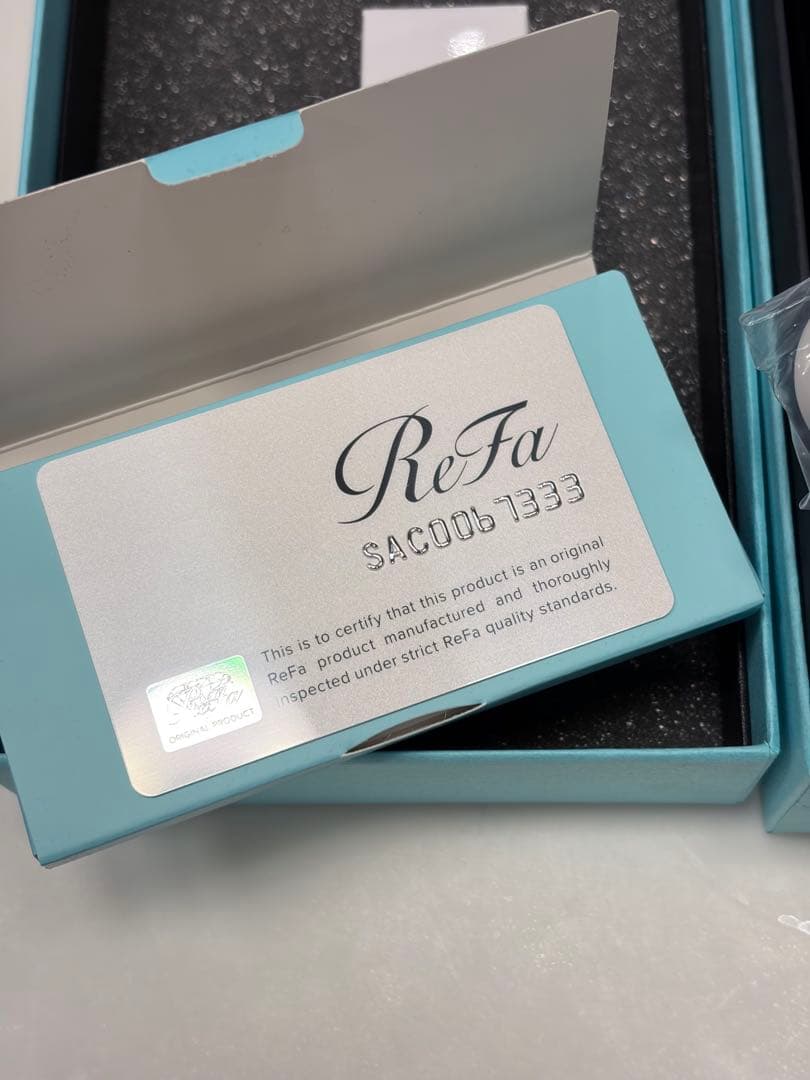 ReFa
SAC0067333
This is to certify that this product is an original
ReFa product manufactured and thoroughly
inspected under strict ReFa quality standards.
ORIGINAL PRODUCT